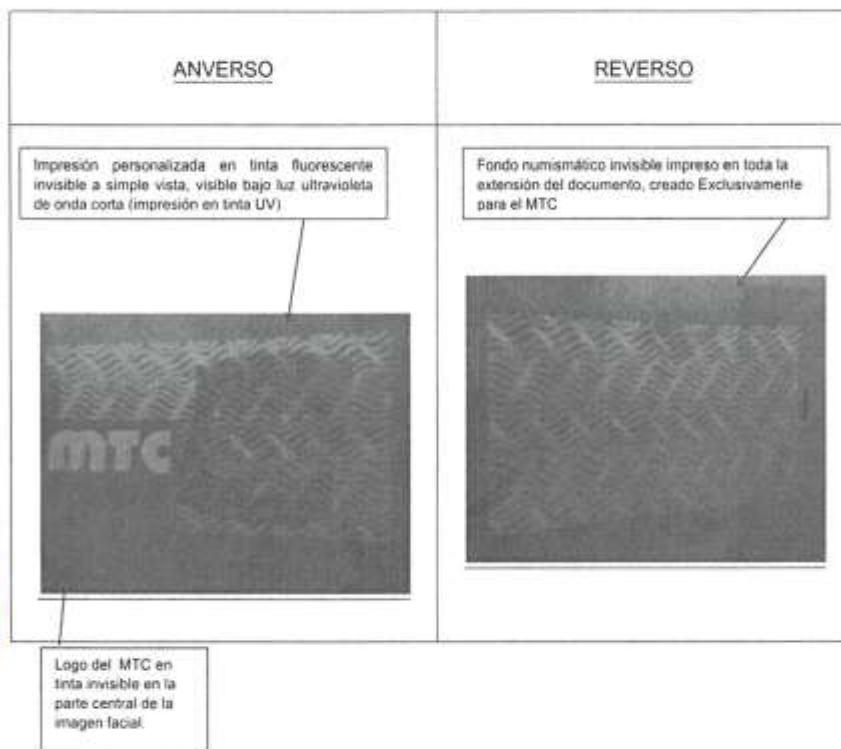 ANVERSO
REVERSO
Impresión personalizada en tinta fluorescente
invisible a simple vista, visible bajo luz ultravioleta
de onda corta (impresión en tinta UV)
Fondo numismático invisible impreso en toda la
extensión del documento, creado Exclusivamente
para el MTC
MTC
Logo del MTC en
tinta invisible en la
parte central de la
imagen facial.